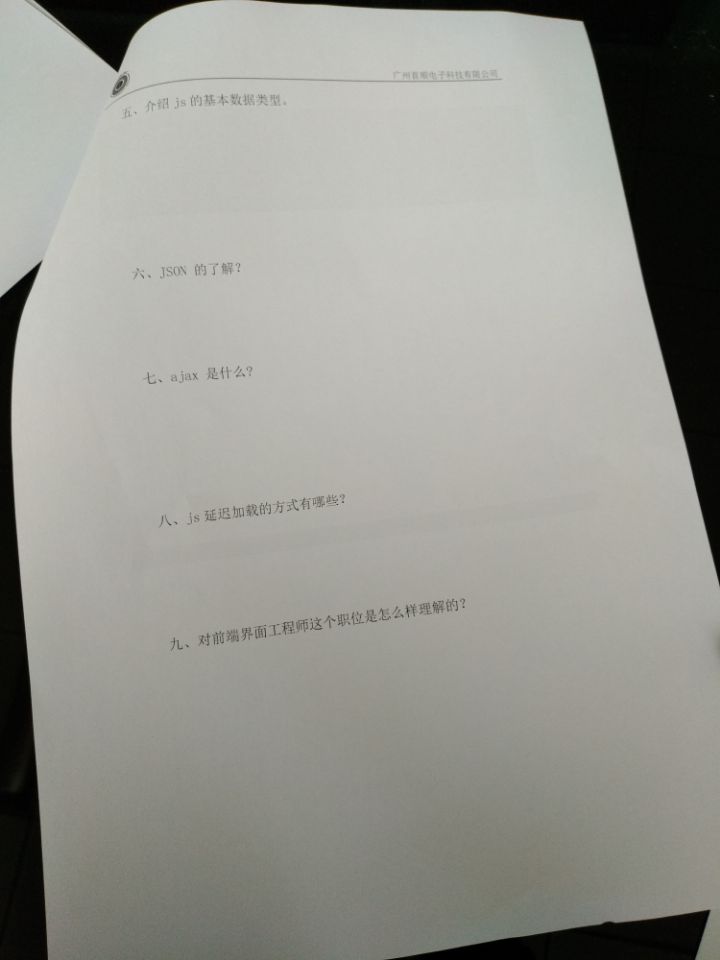 广州首顺电子科技有限公司
五、介绍 js 的基本数据类型。
六、JSON 的了解？
七、ajax 是什么？
八、js 延迟加载的方式有哪些？
九、对前端界面工程师这个职位是怎么样理解的？